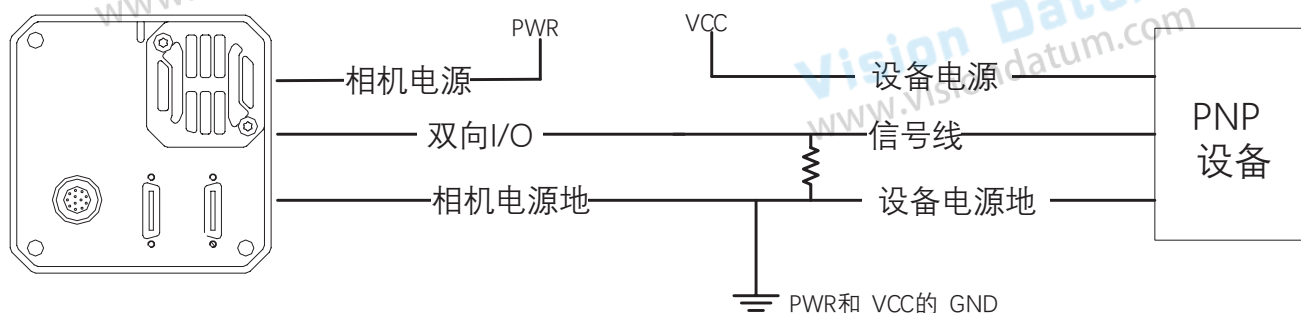 www.
Vision Datum
www.visiondatum.com
PWR
VCC
相机电源
设备电源
双向I/O
信号线
PNP
设备
相机电源地
设备电源地
PWR和 VCC的 GND